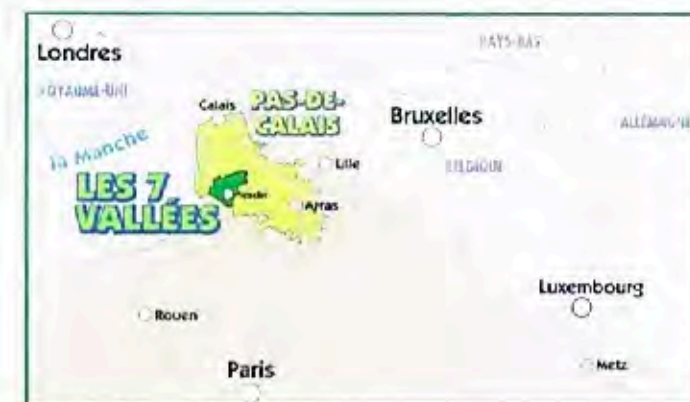 Londres
PAYS-BAS
ROYAUME-UNI
Calais
PAS-DE-
CALAIS
Bruxelles
ALLEMAGNE
la Manche
Lille
BELGIQUE
LES 7
VALLÉES
Arras
Luxembourg
Rouen
Metz
Paris